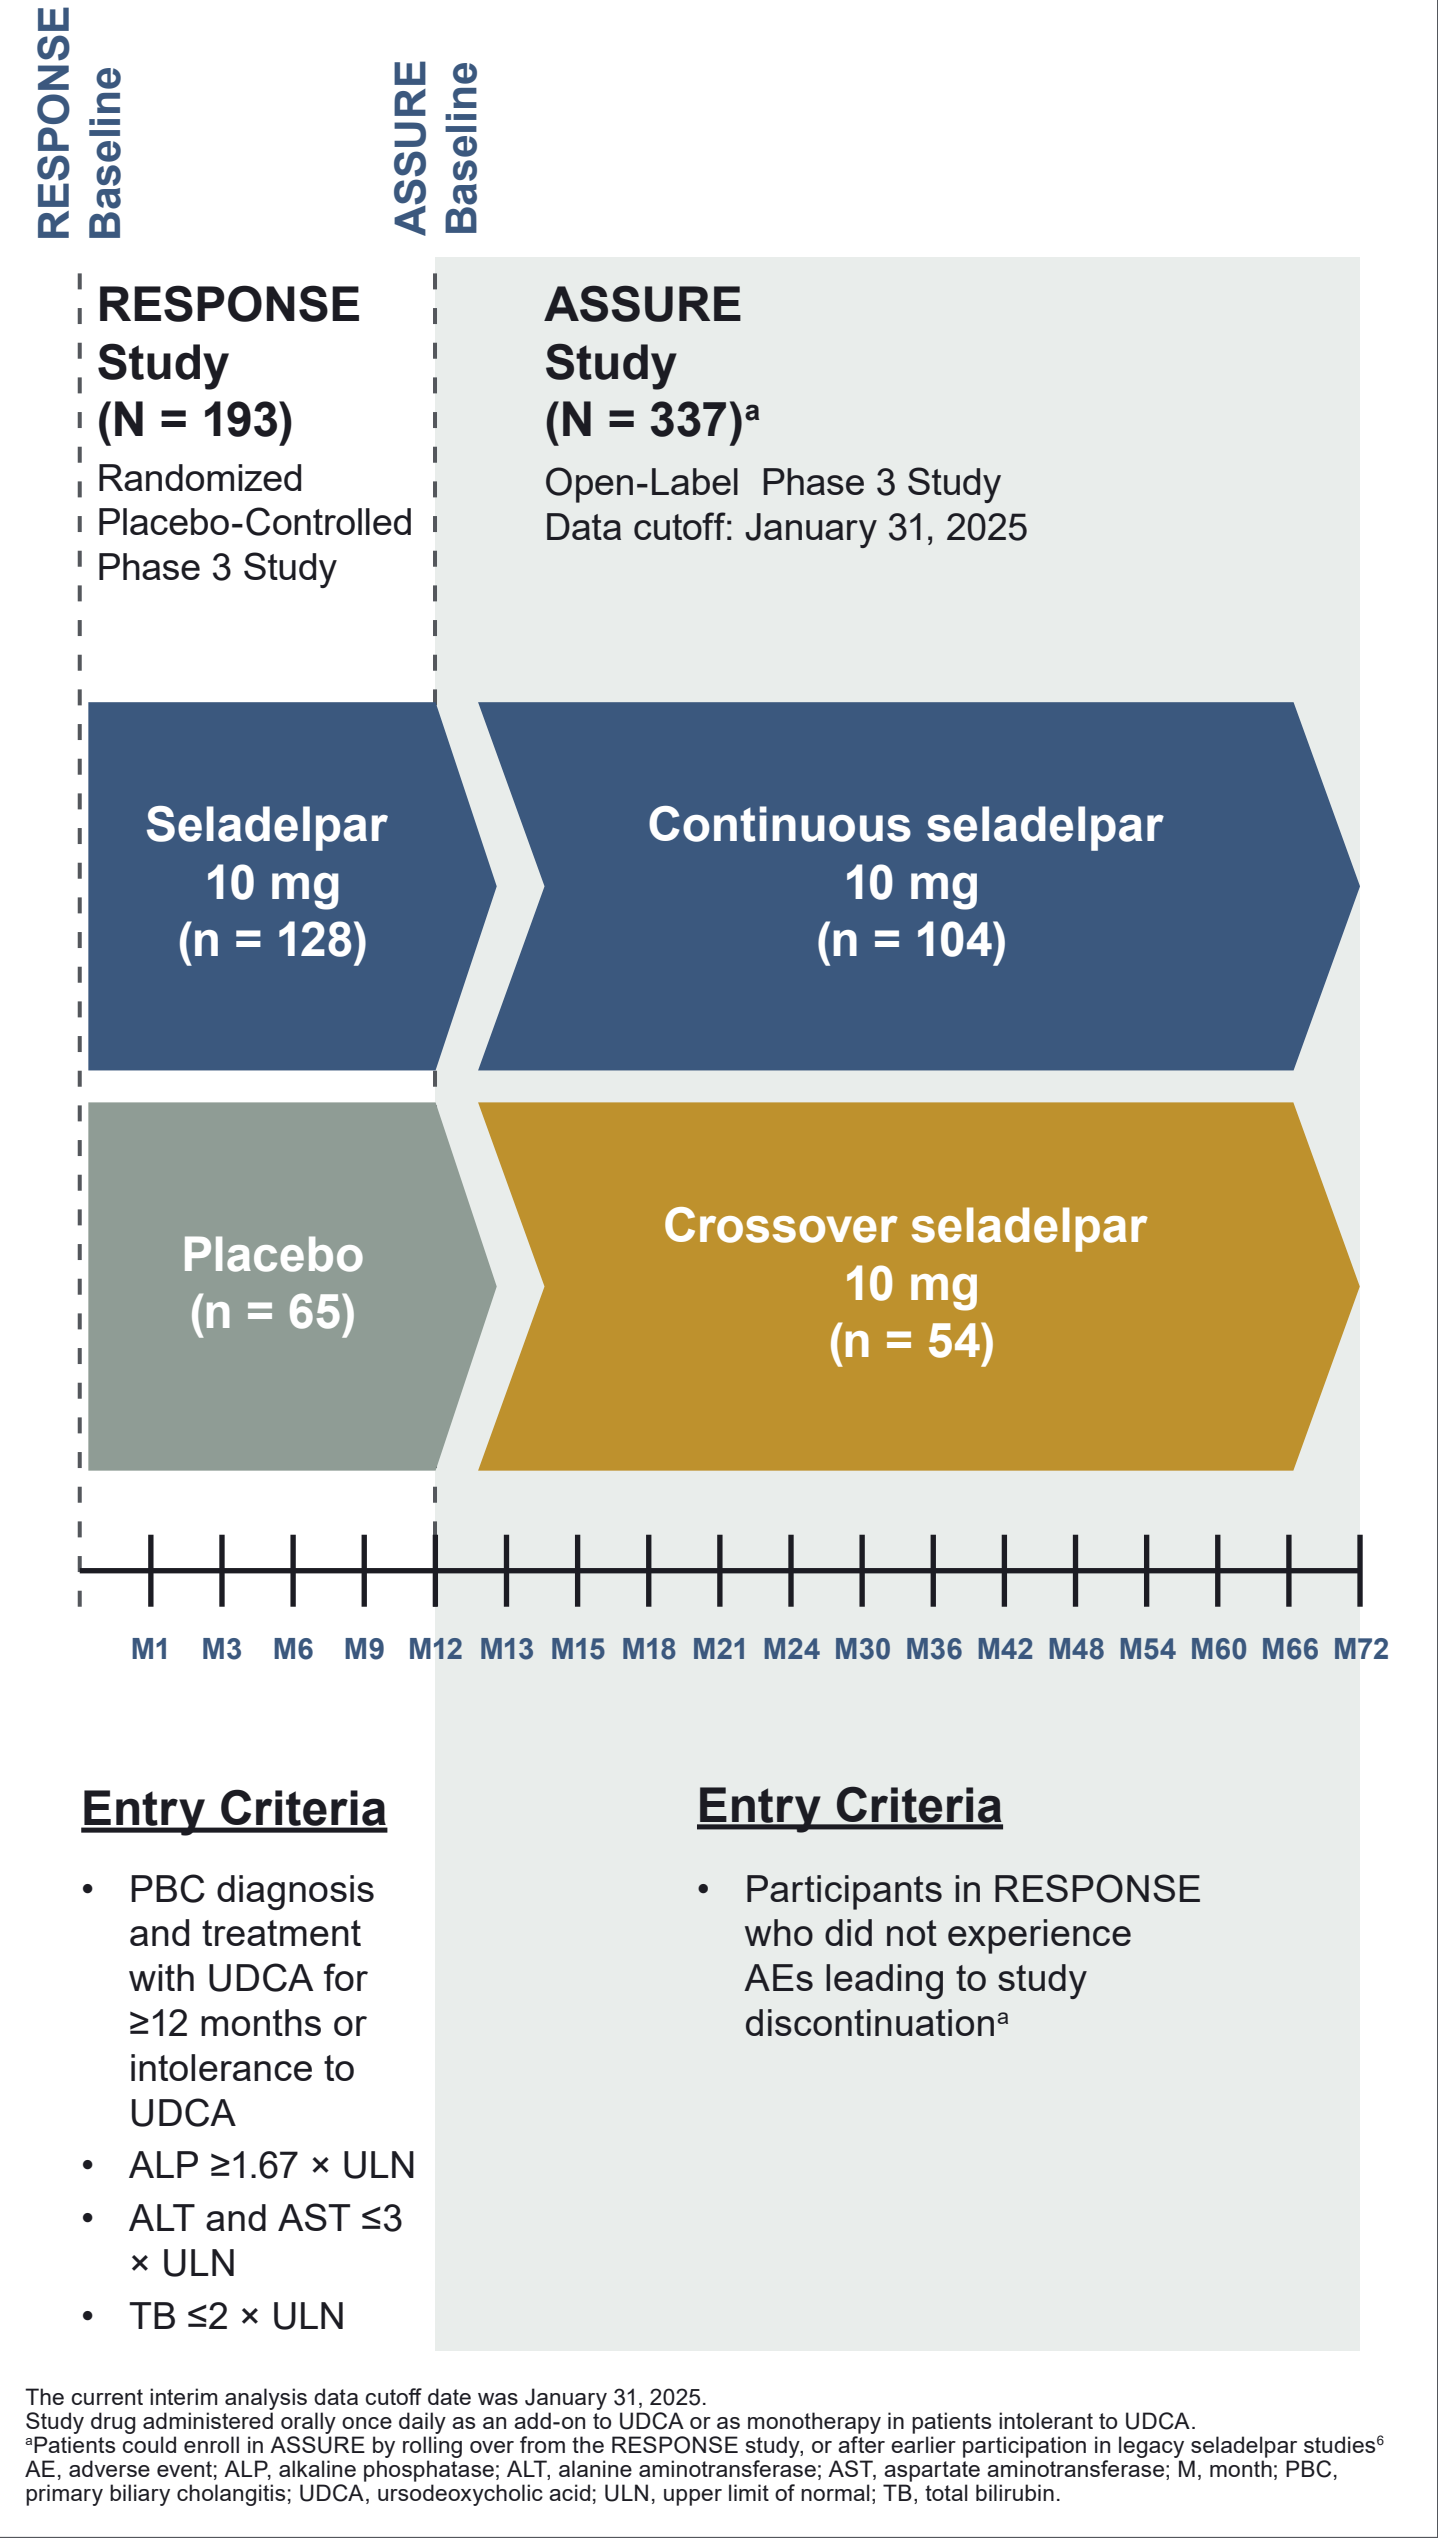 RESPONSE
Baseline
ASSURE
Baseline
RESPONSE
Study
(N = 193)
Randomized
Placebo-Controlled
Phase 3 Study
ASSURE
Study
(N = 337)ᵃ
Open-Label  Phase 3 Study
Data cutoff: January 31, 2025
Seladelpar
10 mg
(n = 128)
Continuous seladelpar
10 mg
(n = 104)
Placebo
(n = 65)
Crossover seladelpar
10 mg
(n = 54)
M1 M3 M6 M9 M12 M13 M15 M18 M21 M24 M30 M36 M42 M48 M54 M60 M66 M72
Entry Criteria
• PBC diagnosis
and treatment
with UDCA for
≥12 months or
intolerance to
UDCA
• ALP ≥1.67 × ULN
• ALT and AST ≤3
× ULN
• TB ≤2 × ULN
Entry Criteria
• Participants in RESPONSE
who did not experience
AEs leading to study
discontinuationᵃ
The current interim analysis data cutoff date was January 31, 2025.
Study drug administered orally once daily as an add-on to UDCA or as monotherapy in patients intolerant to UDCA.
ᵃPatients could enroll in ASSURE by rolling over from the RESPONSE study, or after earlier participation in legacy seladelpar studies⁶
AE, adverse event; ALP, alkaline phosphatase; ALT, alanine aminotransferase; AST, aspartate aminotransferase; M, month; PBC,
primary biliary cholangitis; UDCA, ursodeoxycholic acid; ULN, upper limit of normal; TB, total bilirubin.